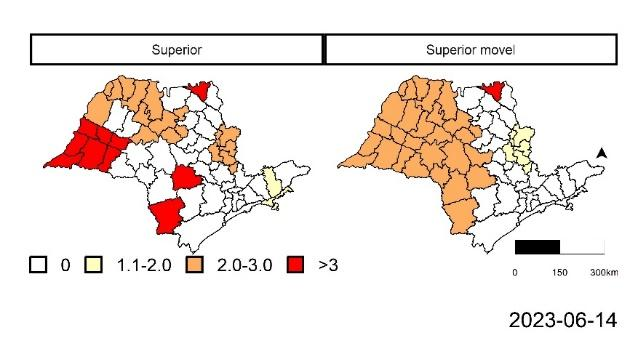 Superior
Superior movel
0
1.1-2.0
2.0-3.0
>3
0 150 300km
2023-06-14